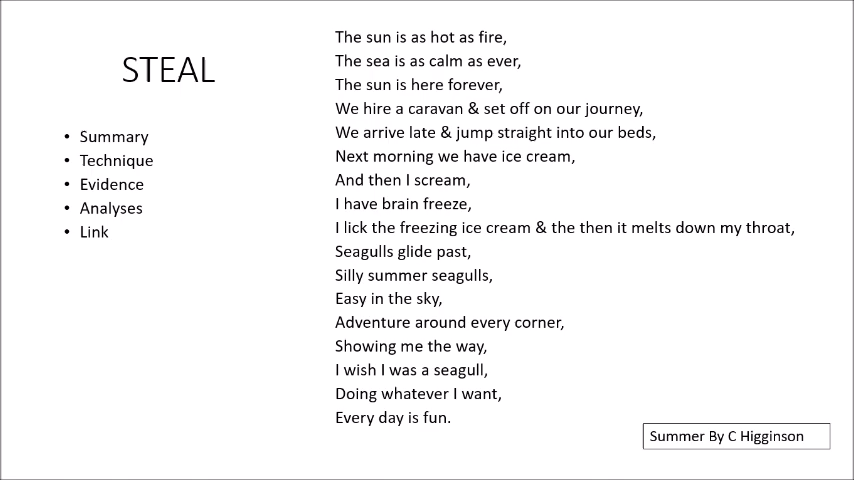 STEAL
• Summary
• Technique
• Evidence
• Analyses
• Link
The sun is as hot as fire,
The sea is as calm as ever,
The sun is here forever,
We hire a caravan & set off on our journey,
We arrive late & jump straight into our beds,
Next morning we have ice cream,
And then I scream,
I have brain freeze,
I lick the freezing ice cream & the then it melts down my throat,
Seagulls glide past,
Silly summer seagulls,
Easy in the sky,
Adventure around every corner,
Showing me the way,
I wish I was a seagull,
Doing whatever I want,
Every day is fun.
Summer By C Higginson